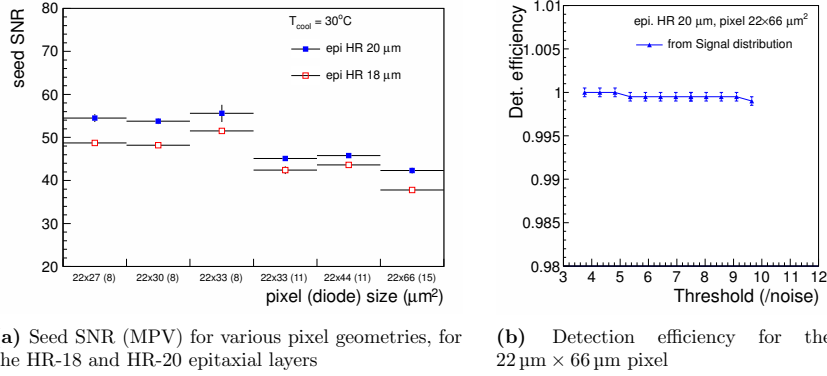 seed SNR
80
70
60
50
40
30
20
T_cool = 30°C
epi HR 20 μm
epi HR 18 μm
22x27 (8) 22x30 (8) 22x33 (8) 22x33 (11) 22x44 (11) 22x66 (15)
pixel (diode) size (μm²)
Det. efficiency
1.01
1.005
1
0.995
0.99
0.985
0.98
epi. HR 20 μm, pixel 22×66 μm²
from Signal distribution
3 4 5 6 7 8 9 10 11 12
Threshold (/noise)
a) Seed SNR (MPV) for various pixel geometries, for
he HR-18 and HR-20 epitaxial layers
(b) Detection efficiency for the
22 μm × 66 μm pixel